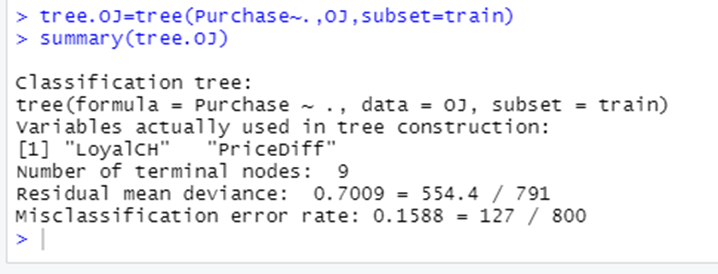 > tree.OJ=tree(Purchase~.,OJ,subset=train)
> summary(tree.OJ)
Classification tree:
tree(formula = Purchase ~ ., data = OJ, subset = train)
Variables actually used in tree construction:
[1] "LoyalCH"   "PriceDiff"
Number of terminal nodes:  9
Residual mean deviance:  0.7009 = 554.4 / 791
Misclassification error rate: 0.1588 = 127 / 800
>